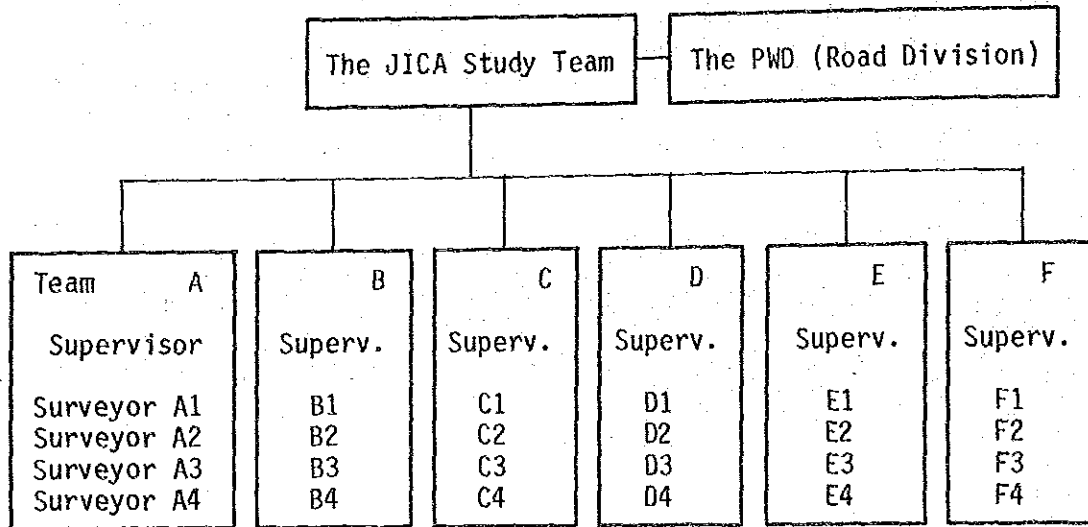 The JICA Study Team
The PWD (Road Division)
Team A
Supervisor
Surveyor A1
Surveyor A2
Surveyor A3
Surveyor A4
B
Superv.
B1
B2
B3
B4
C
Superv.
C1
C2
C3
C4
D
Superv.
D1
D2
D3
D4
E
Superv.
E1
E2
E3
E4
F
Superv.
F1
F2
F3
F4